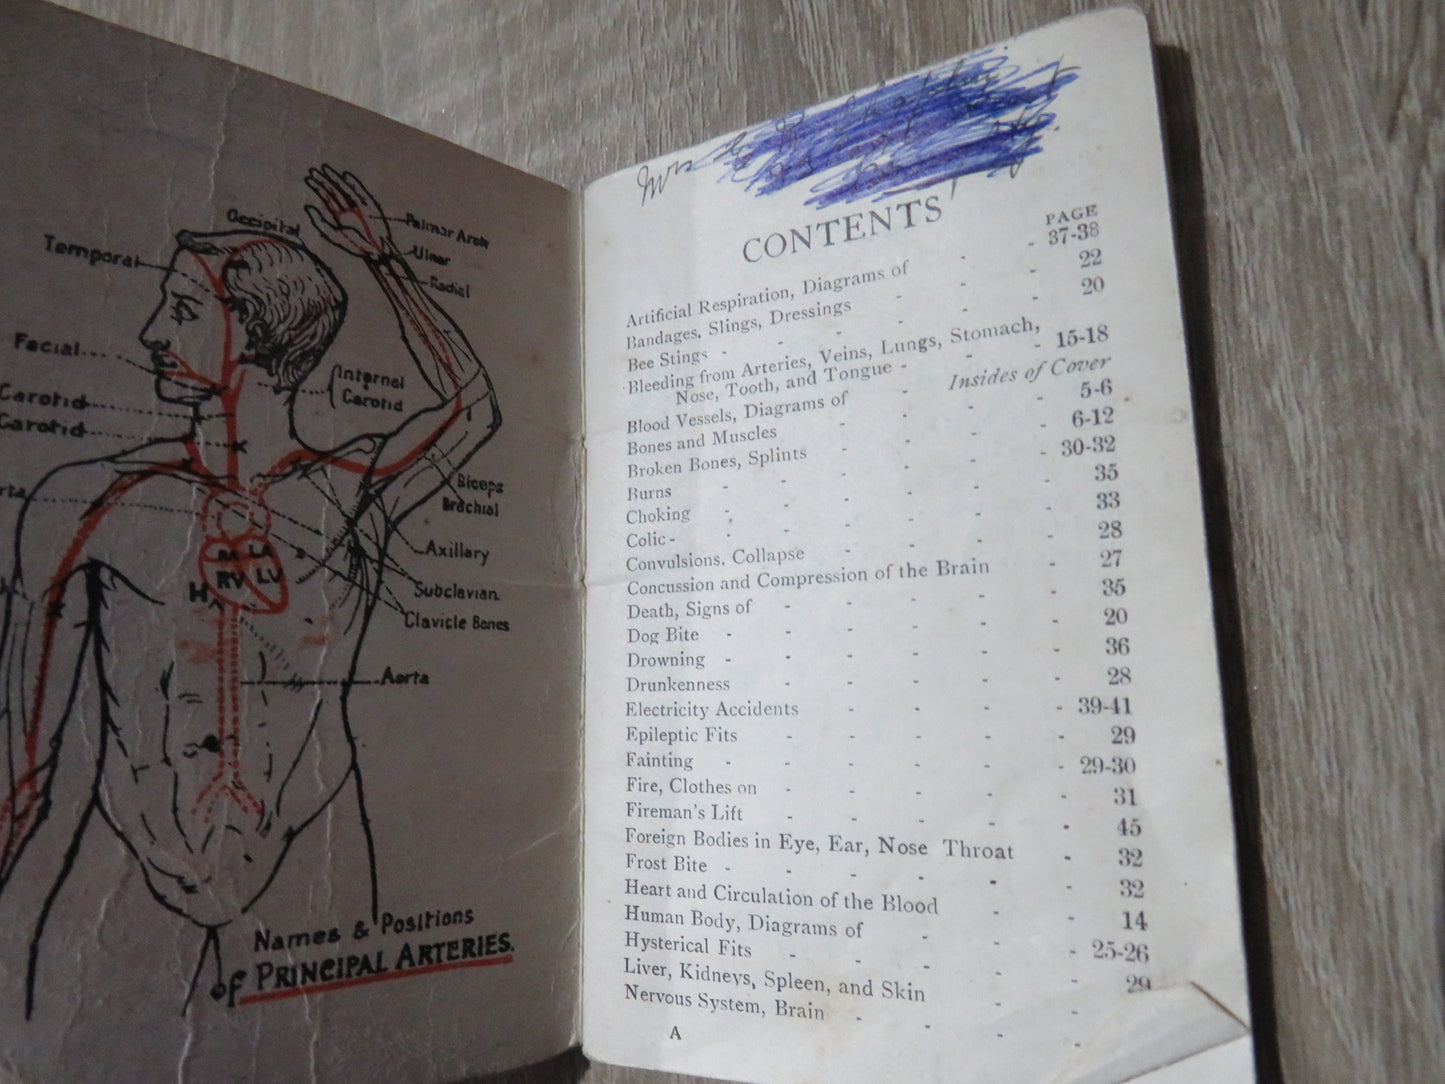 Occipital
Palmar Arch
Ulnar
Radial
Temporal
Facial
Internal
Carotid
Carotid
Carotid
Biceps
Brachial
Axillary
Subclavian.
Clavicle Bones
RA LA
RV LV
H
Aorta
Names & Positions
of PRINCIPAL ARTERIES.
Mrs
CONTENTS
PAGE
Artificial Respiration, Diagrams of - - 37-38
Bandages, Slings, Dressings - - - 22
Bee Stings - - - - - 20
Bleeding from Arteries, Veins, Lungs, Stomach,
Nose, Tooth, and Tongue - - - 15-18
Blood Vessels, Diagrams of - Insides of Cover
Bones and Muscles - - - - 5-6
Broken Bones, Splints - - - - 6-12
Burns - - - - - - 30-32
Choking - - - - - - 35
Colic - - - - - - 33
Convulsions. Collapse - - - - 28
Concussion and Compression of the Brain - 27
Death, Signs of - - - - - 35
Dog Bite - - - - - - 20
Drowning - - - - - - 36
Drunkenness - - - - - 28
Electricity Accidents - - - - 39-41
Epileptic Fits - - - - - 29
Fainting - - - - - - 29-30
Fire, Clothes on - - - - - 31
Fireman's Lift - - - - - 45
Foreign Bodies in Eye, Ear, Nose Throat - 32
Frost Bite - - - - - - 32
Heart and Circulation of the Blood - - 14
Human Body, Diagrams of - - - 25-26
Hysterical Fits - - - - - 29
Liver, Kidneys, Spleen, and Skin - -
Nervous System, Brain - - - -
A